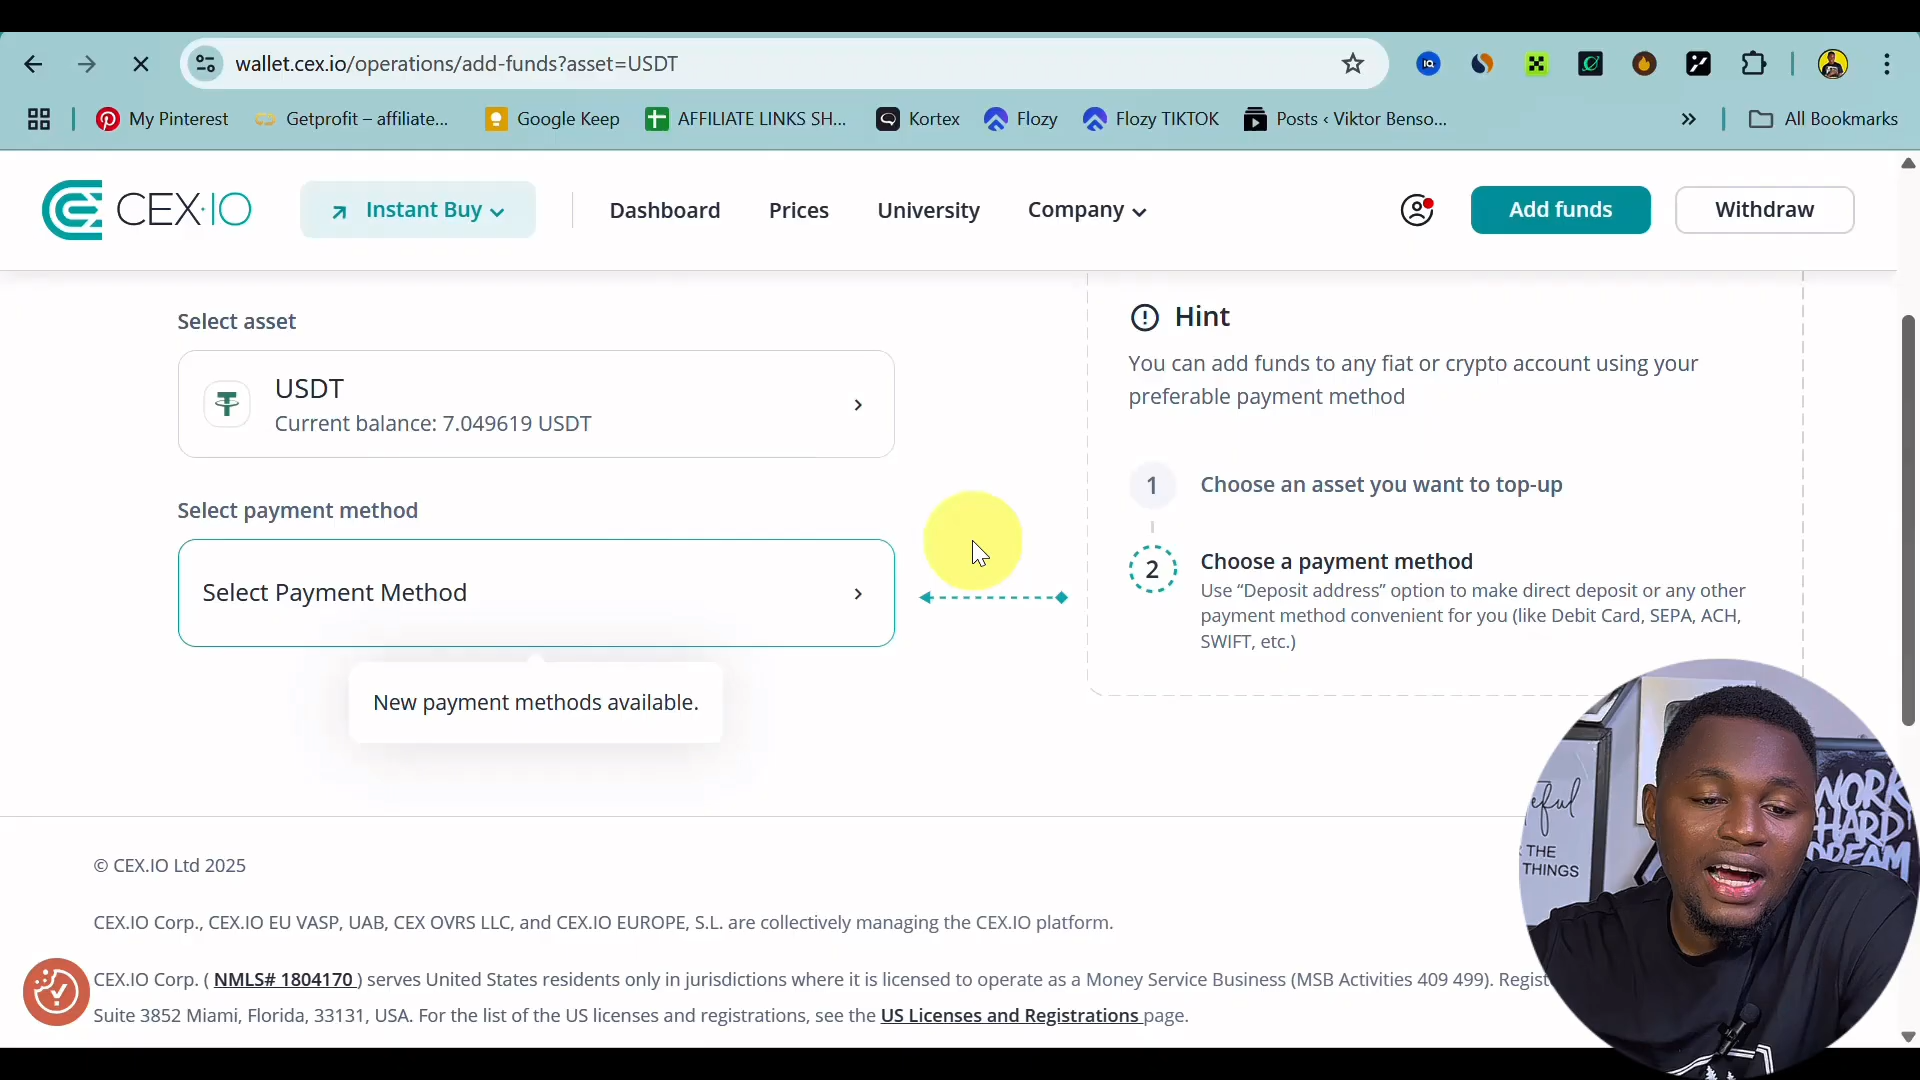 wallet.cex.io/operations/add-funds?asset=USDT
My Pinterest
Getprofit – affiliate...
Google Keep
AFFILIATE LINKS SH...
Kortex
Flozy
Flozy TIKTOK
Posts ‹ Viktor Benso...
All Bookmarks
CEX·IO
Instant Buy
Dashboard
Prices
University
Company
Add funds
Withdraw
Select asset
USDT
Current balance: 7.049619 USDT
Select payment method
Select Payment Method
New payment methods available.
Hint
You can add funds to any fiat or crypto account using your
preferable payment method
1
Choose an asset you want to top-up
2
Choose a payment method
Use “Deposit address” option to make direct deposit or any other
payment method convenient for you (like Debit Card, SEPA, ACH,
SWIFT, etc.)
© CEX.IO Ltd 2025
CEX.IO Corp., CEX.IO EU VASP, UAB, CEX OVRS LLC, and CEX.IO EUROPE, S.L. are collectively managing the CEX.IO platform.
CEX.IO Corp. ( NMLS# 1804170 ) serves United States residents only in jurisdictions where it is licensed to operate as a Money Service Business (MSB Activities 409 499). Regist
Suite 3852 Miami, Florida, 33131, USA. For the list of the US licenses and registrations, see the US Licenses and Registrations page.
THE
THINGS
WORK
HARD
DREAM